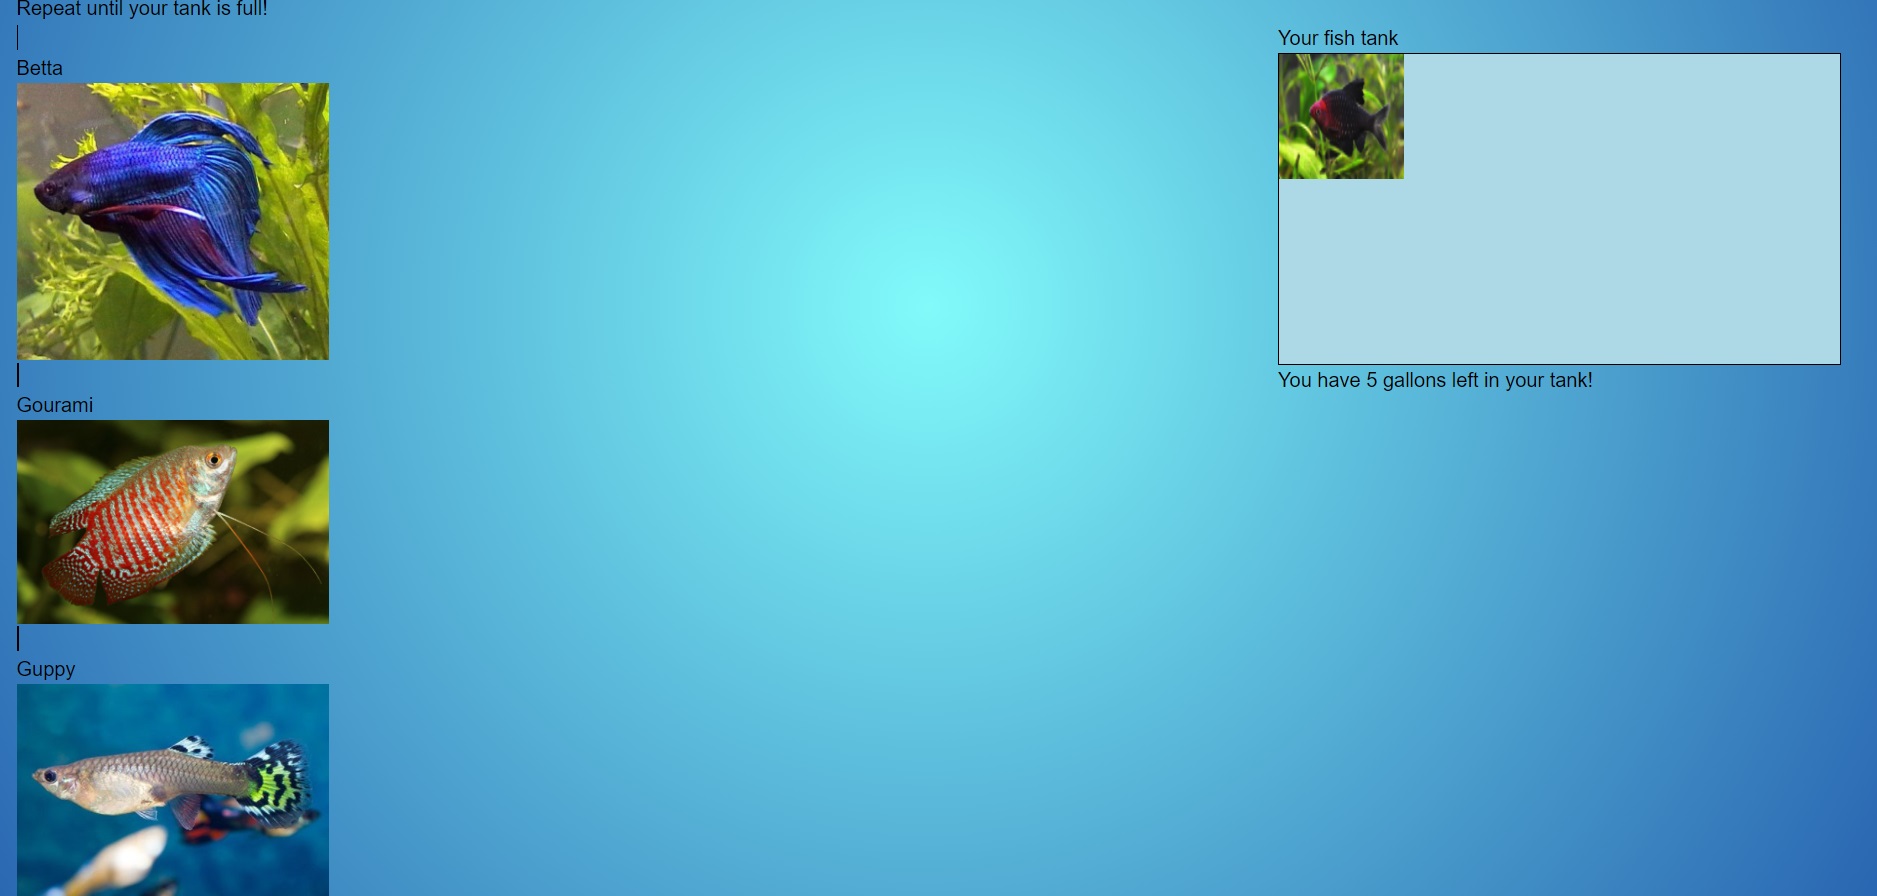 Repeat until your tank is full!
Betta
Gourami
Guppy
Your fish tank
You have 5 gallons left in your tank!